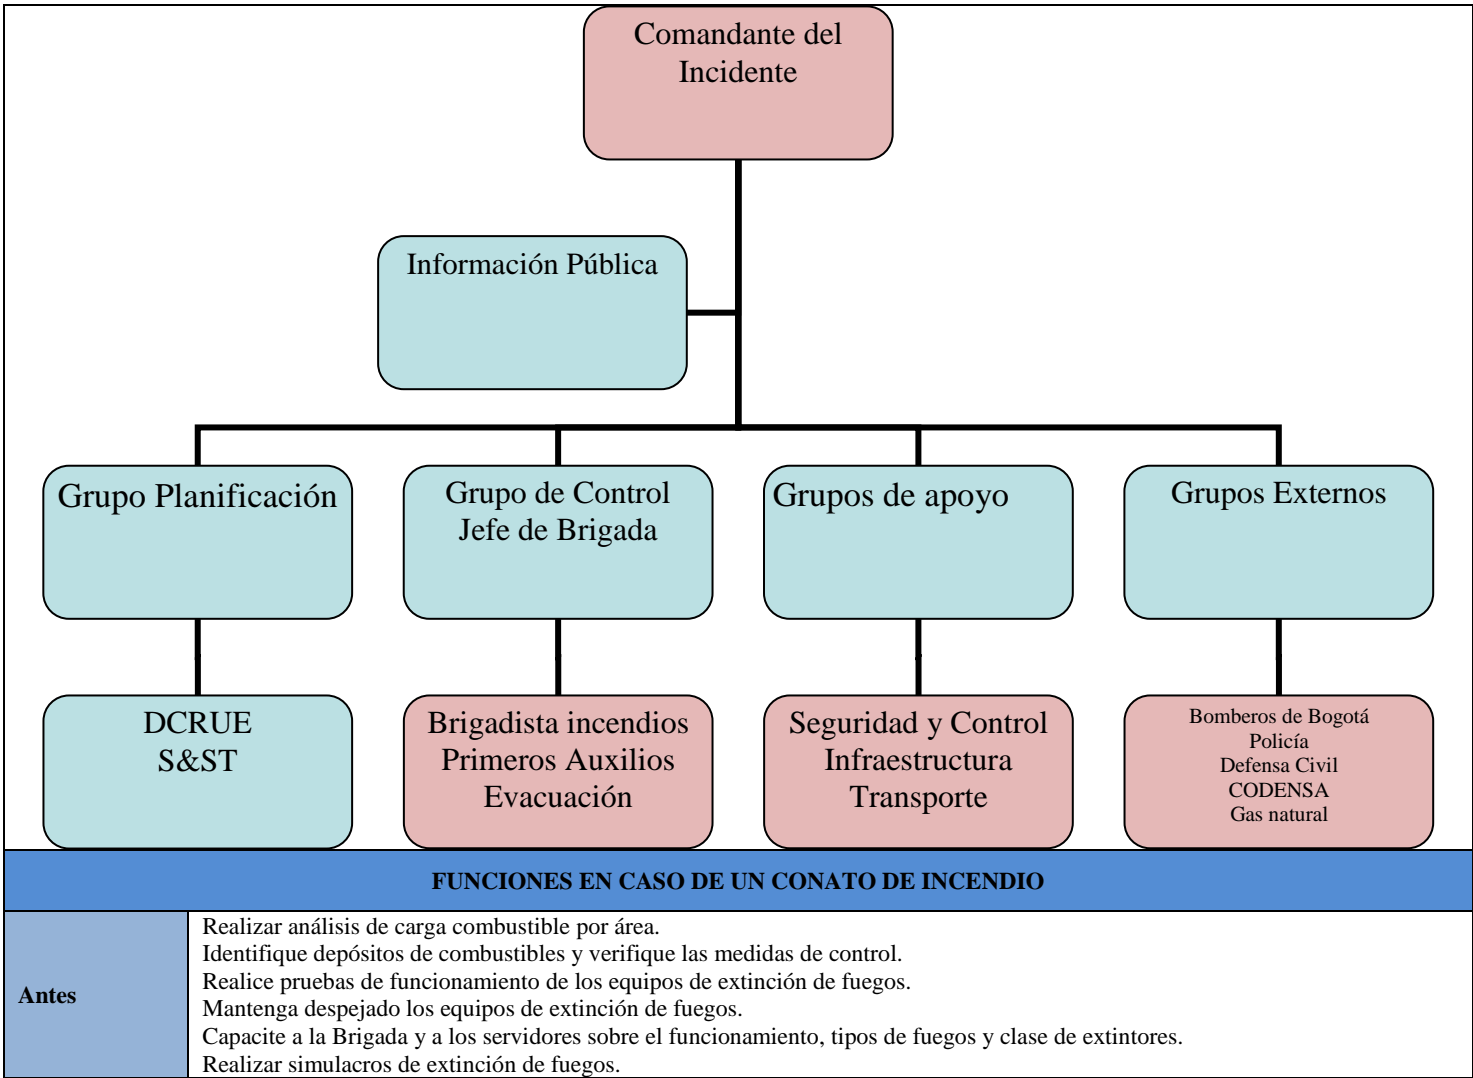 Comandante del
Incidente
Información Pública
Grupo Planificación
Grupo de Control
Jefe de Brigada
Grupos de apoyo
Grupos Externos
DCRUE
S&ST
Brigadista incendios
Primeros Auxilios
Evacuación
Seguridad y Control
Infraestructura
Transporte
Bomberos de Bogotá
Policía
Defensa Civil
CODENSA
Gas natural
FUNCIONES EN CASO DE UN CONATO DE INCENDIO
Antes
Realizar análisis de carga combustible por área.
Identifique depósitos de combustibles y verifique las medidas de control.
Realice pruebas de funcionamiento de los equipos de extinción de fuegos.
Mantenga despejado los equipos de extinción de fuegos.
Capacite a la Brigada y a los servidores sobre el funcionamiento, tipos de fuegos y clase de extintores.
Realizar simulacros de extinción de fuegos.